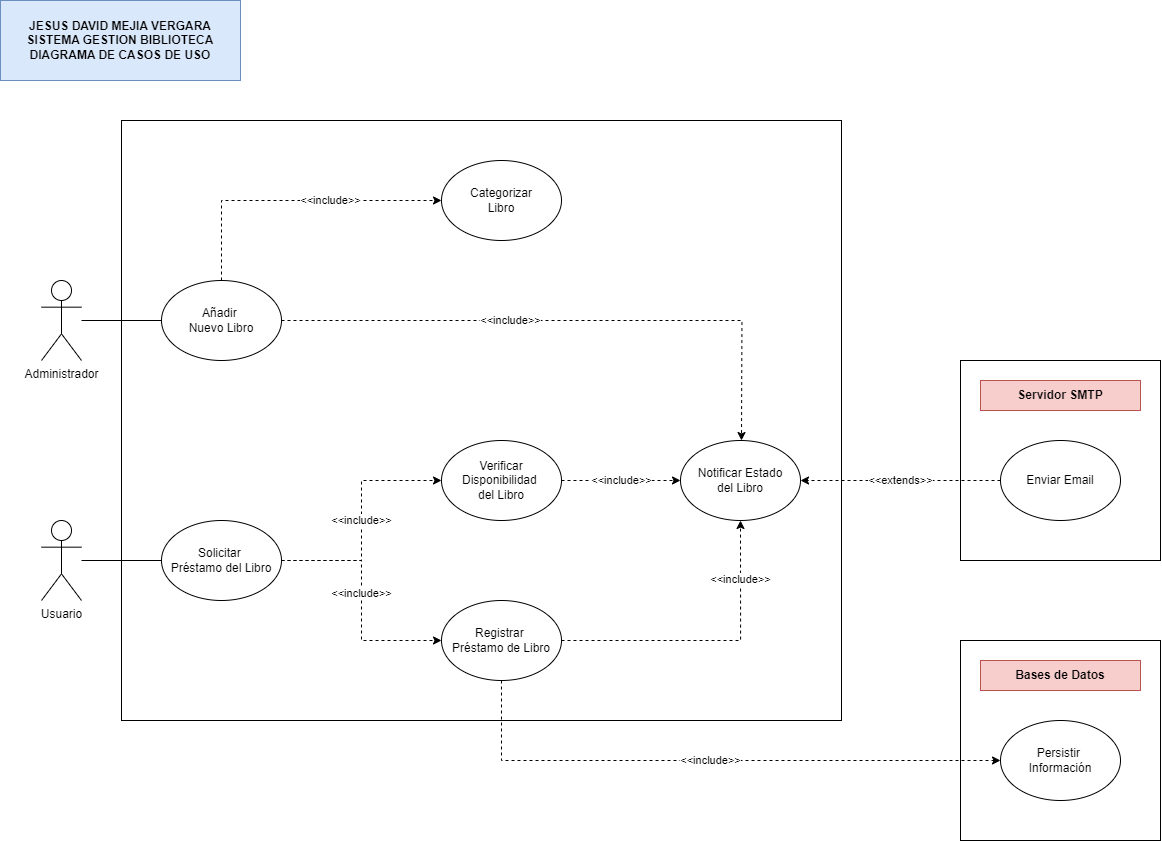 JESUS DAVID MEJIA VERGARA
SISTEMA GESTION BIBLIOTECA
DIAGRAMA DE CASOS DE USO
Categorizar
Libro
<<include>>
Añadir
Nuevo Libro
<<include>>
Administrador
Servidor SMTP
Verificar
Disponibilidad
del Libro
<<include>>
Notificar Estado
del Libro
<<extends>>
Enviar Email
<<include>>
Solicitar
Préstamo del Libro
<<include>>
<<include>>
Usuario
Registrar
Préstamo de Libro
Bases de Datos
<<include>>
Persistir
Información